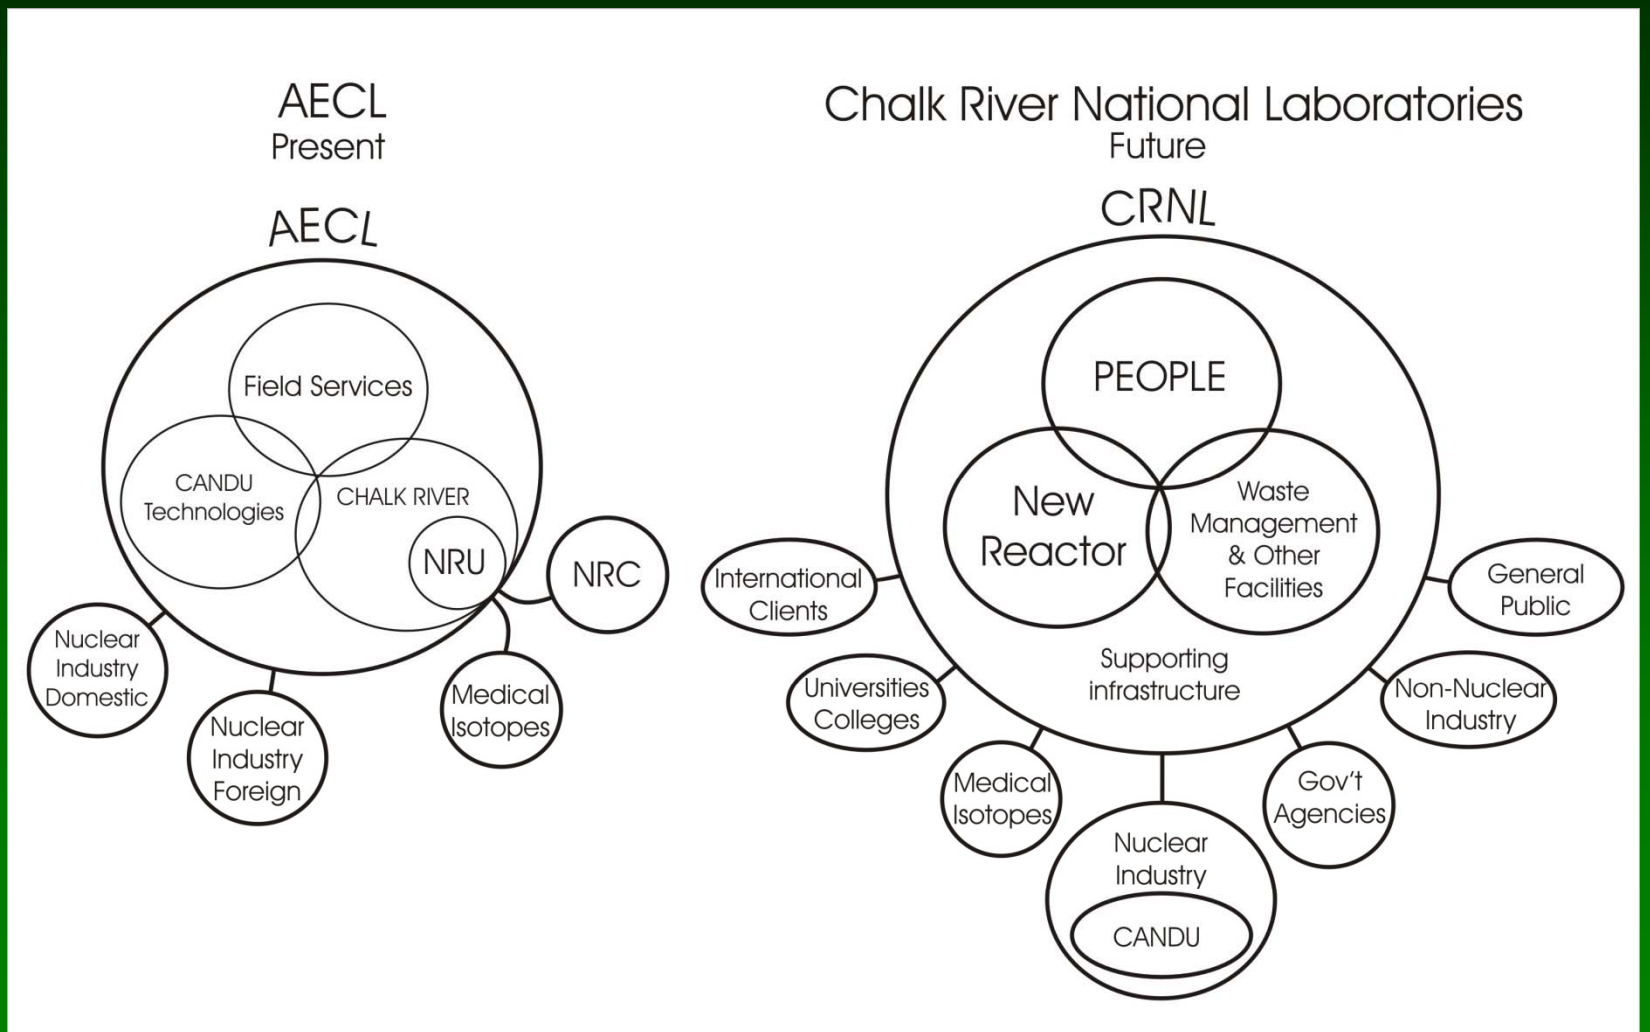 AECL
Present
AECL
Field Services
CANDU
Technologies
CHALK RIVER
NRU
NRC
Nuclear
Industry
Domestic
Nuclear
Industry
Foreign
Medical
Isotopes
Chalk River National Laboratories
Future
CRNL
PEOPLE
New
Reactor
Waste
Management
& Other
Facilities
Supporting
infrastructure
International
Clients
Universities
Colleges
Medical
Isotopes
Nuclear
Industry
CANDU
Gov't
Agencies
Non-Nuclear
Industry
General
Public